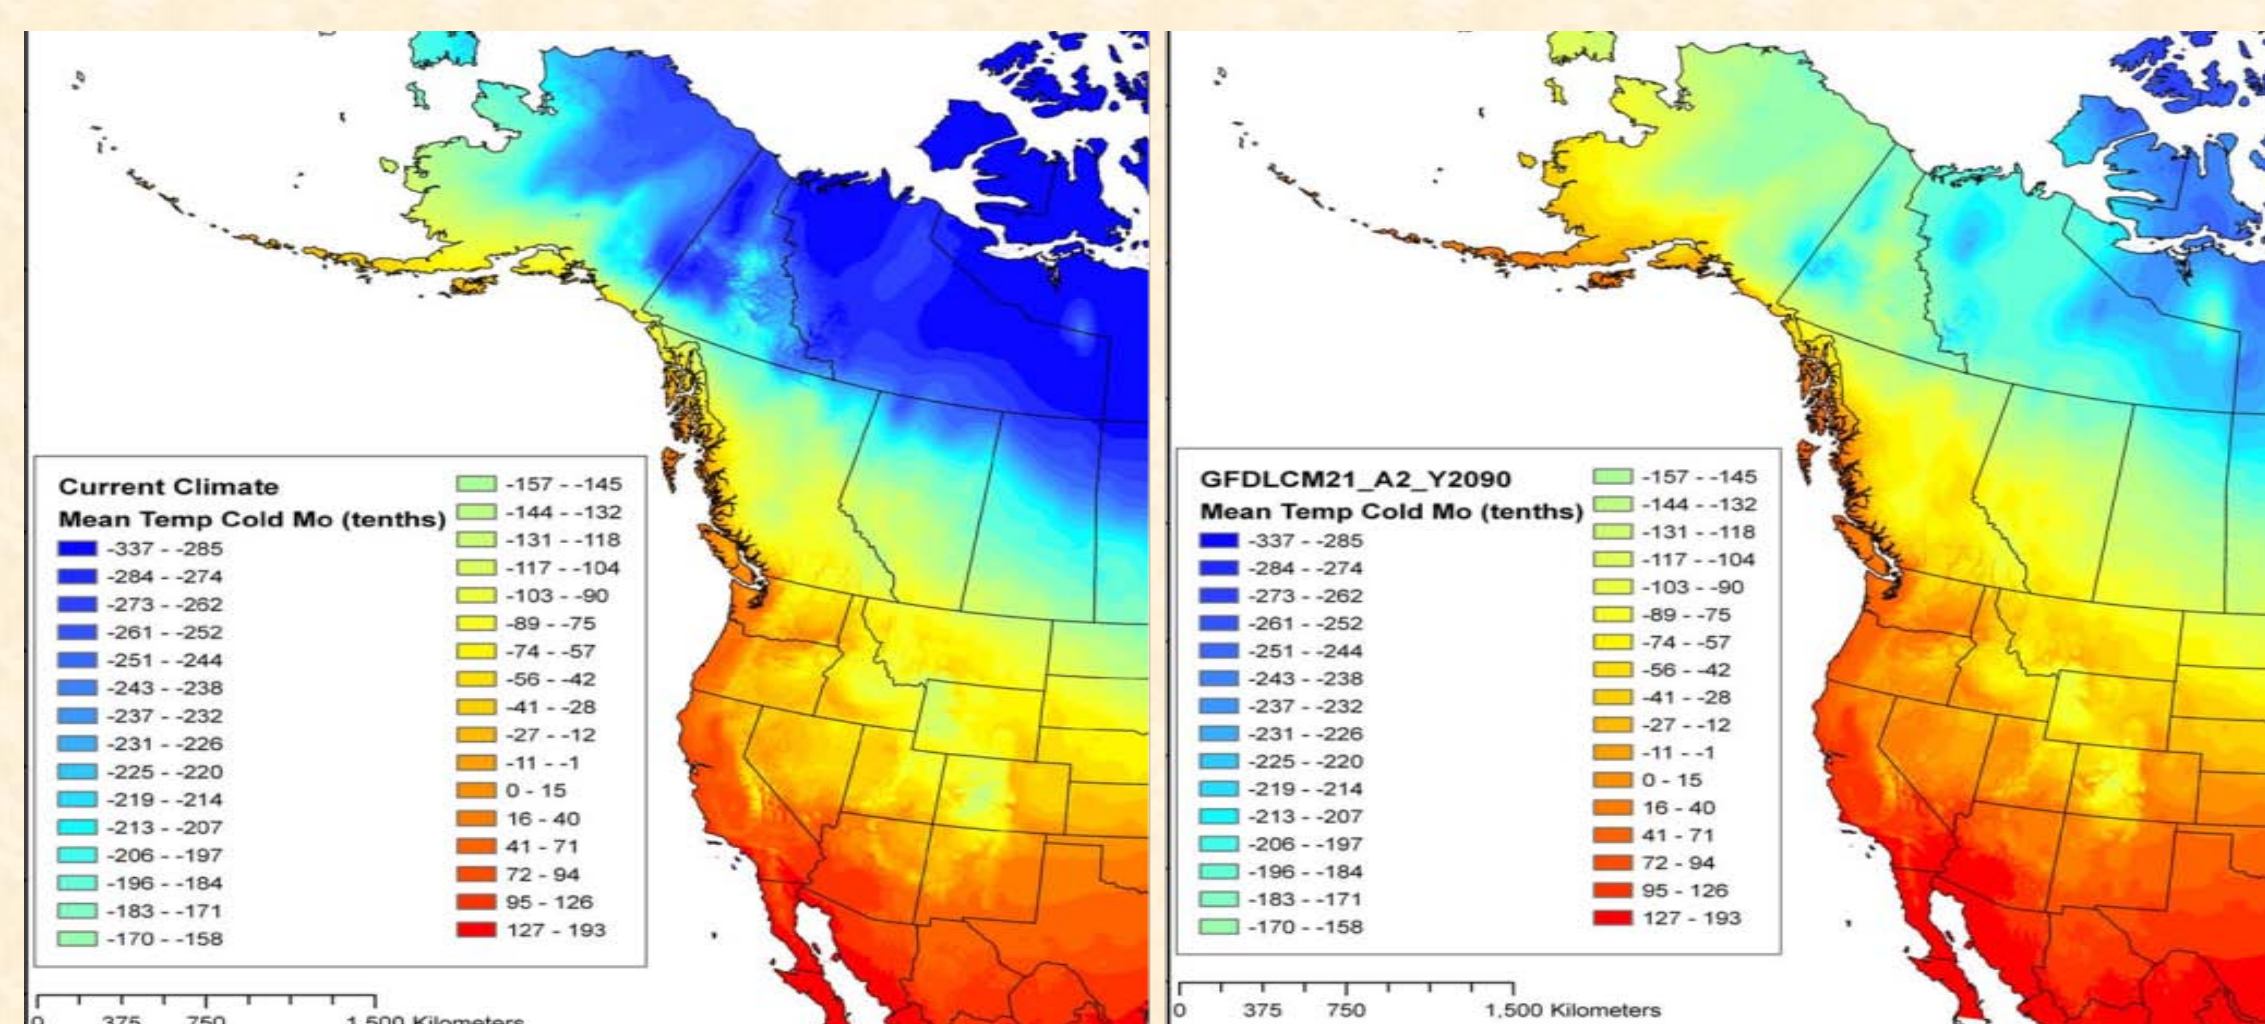 Current Climate
Mean Temp Cold Mo (tenths)
-337 - -285
-284 - -274
-273 - -262
-261 - -252
-251 - -244
-243 - -238
-237 - -232
-231 - -226
-225 - -220
-219 - -214
-213 - -207
-206 - -197
-196 - -184
-183 - -171
-170 - -158
-157 - -145
-144 - -132
-131 - -118
-117 - -104
-103 - -90
-89 - -75
-74 - -57
-56 - -42
-41 - -28
-27 - -12
-11 - -1
0 - 15
16 - 40
41 - 71
72 - 94
95 - 126
127 - 193
0 375 750 1,500 Kilometers
GFDLCM21_A2_Y2090
Mean Temp Cold Mo (tenths)
-337 - -285
-284 - -274
-273 - -262
-261 - -252
-251 - -244
-243 - -238
-237 - -232
-231 - -226
-225 - -220
-219 - -214
-213 - -207
-206 - -197
-196 - -184
-183 - -171
-170 - -158
-157 - -145
-144 - -132
-131 - -118
-117 - -104
-103 - -90
-89 - -75
-74 - -57
-56 - -42
-41 - -28
-27 - -12
-11 - -1
0 - 15
16 - 40
41 - 71
72 - 94
95 - 126
127 - 193
0 375 750 1,500 Kilometers